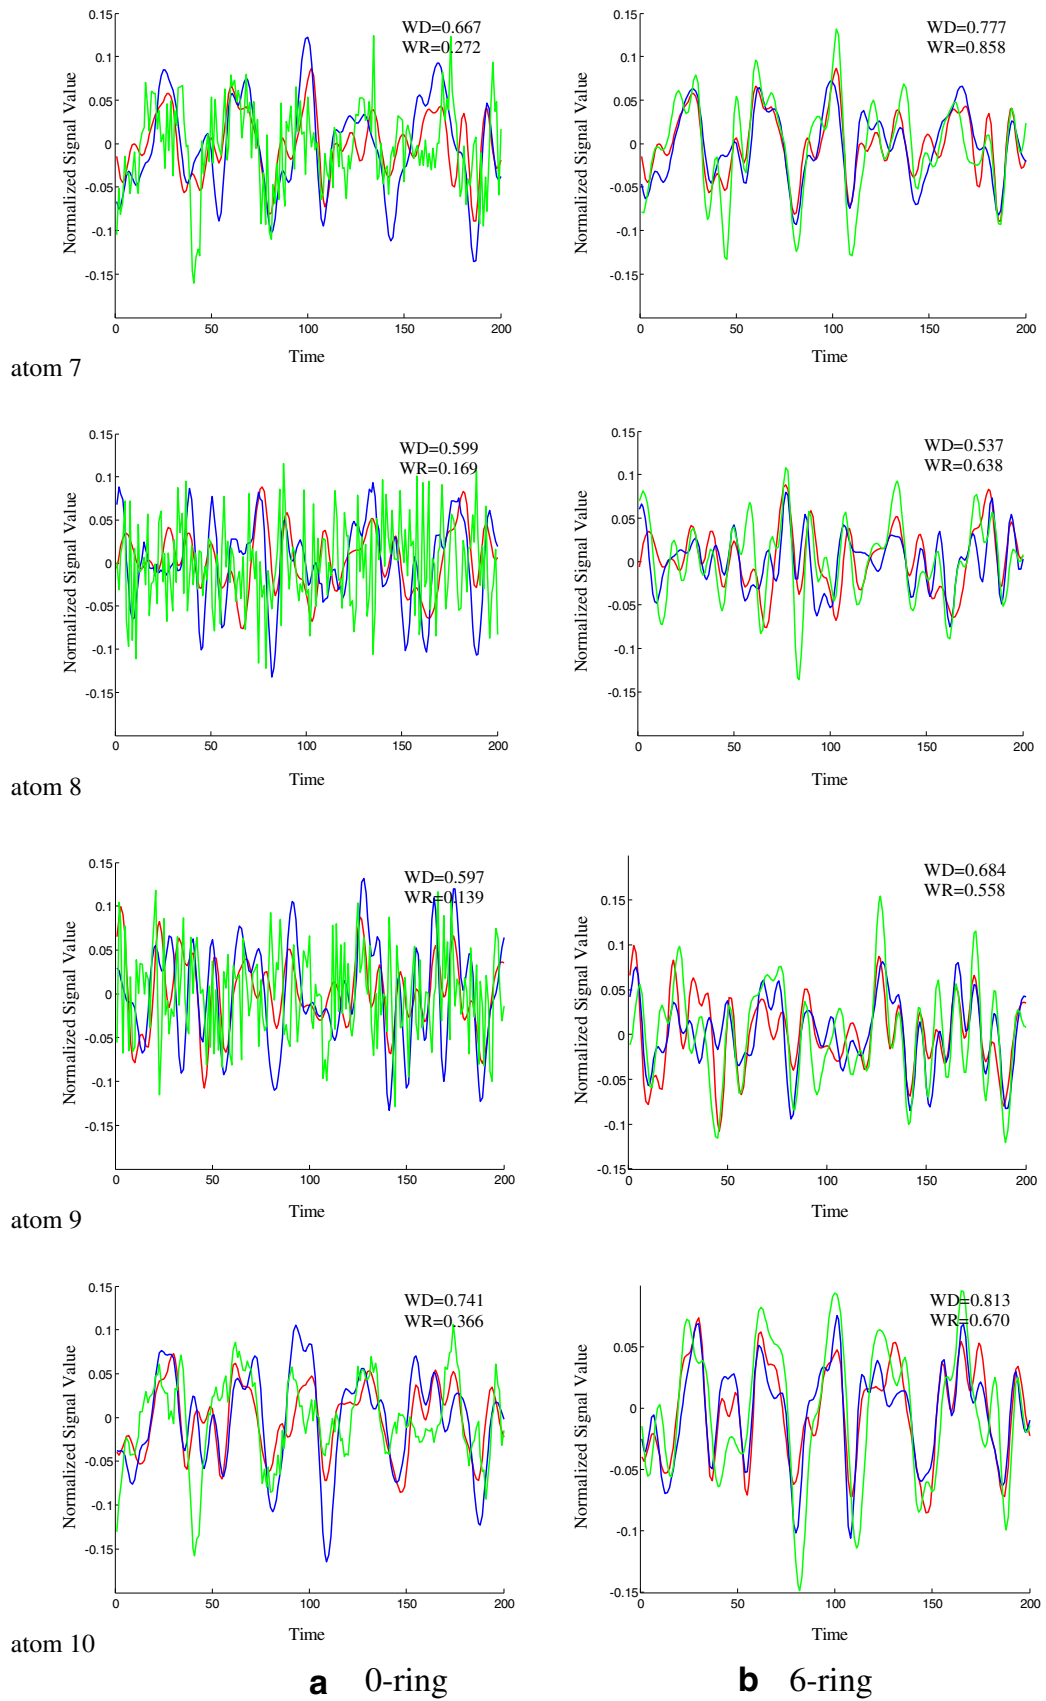 0.15
0.1
0.05
0
-0.05
-0.1
-0.15
Normalized Signal Value
WD=0.667
WR=0.272
0 50 100 150 200
Time
0.15
0.1
0.05
0
-0.05
-0.1
-0.15
Normalized Signal Value
WD=0.777
WR=0.858
0 50 100 150 200
Time
atom 7
0.15
0.1
0.05
0
-0.05
-0.1
-0.15
Normalized Signal Value
WD=0.599
WR=0.169
0 50 100 150 200
Time
0.15
0.1
0.05
0
-0.05
-0.1
-0.15
Normalized Signal Value
WD=0.537
WR=0.638
0 50 100 150 200
Time
atom 8
0.15
0.1
0.05
0
-0.05
-0.1
-0.15
Normalized Signal Value
WD=0.597
WR=0.139
0 50 100 150 200
Time
0.15
0.1
0.05
0
-0.05
-0.1
-0.15
Normalized Signal Value
WD=0.684
WR=0.558
0 50 100 150 200
Time
atom 9
0.15
0.1
0.05
0
-0.05
-0.1
-0.15
Normalized Signal Value
WD=0.741
WR=0.366
0 50 100 150 200
Time
0.05
0
-0.05
-0.1
-0.15
Normalized Signal Value
WD=0.813
WR=0.670
0 50 100 150 200
Time
atom 10
a 0-ring
b 6-ring